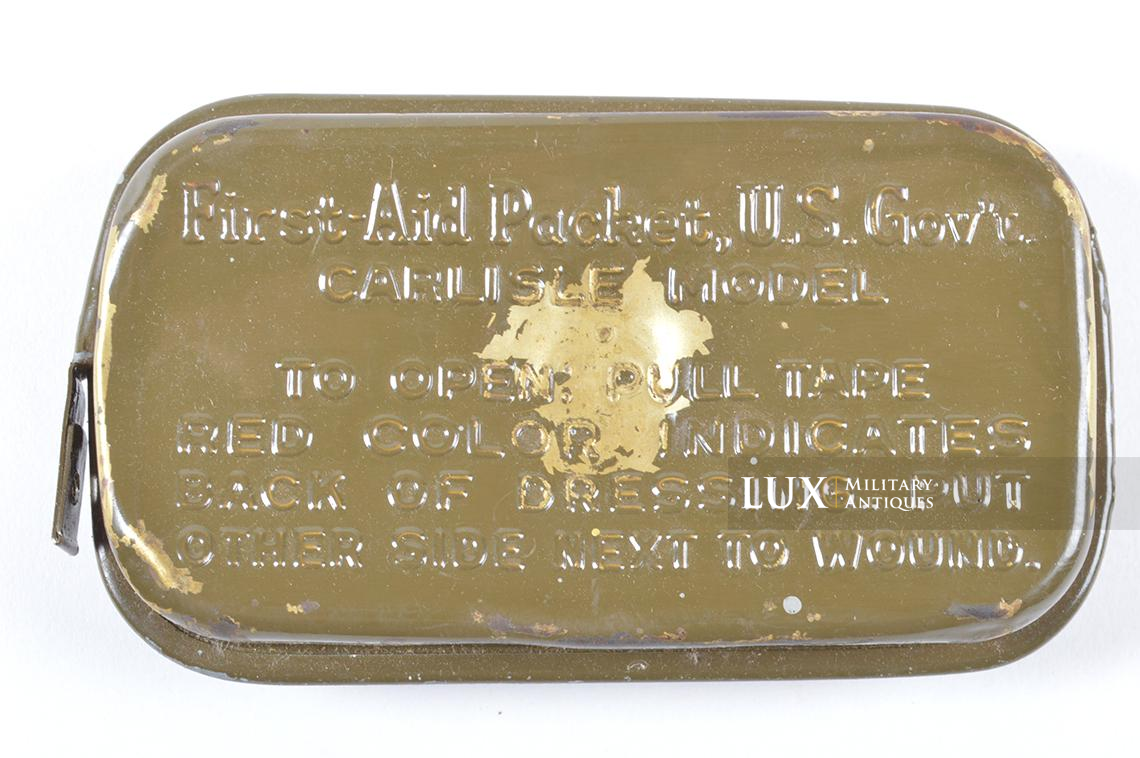 First-Aid Packet, U.S. Gov't.
CARLISLE MODEL
TO OPEN: PULL TAPE
RED COLOR INDICATES
BACK OF DRESSING PUT
OTHER SIDE NEXT TO WOUND.
LUX MILITARY ANTIQUES